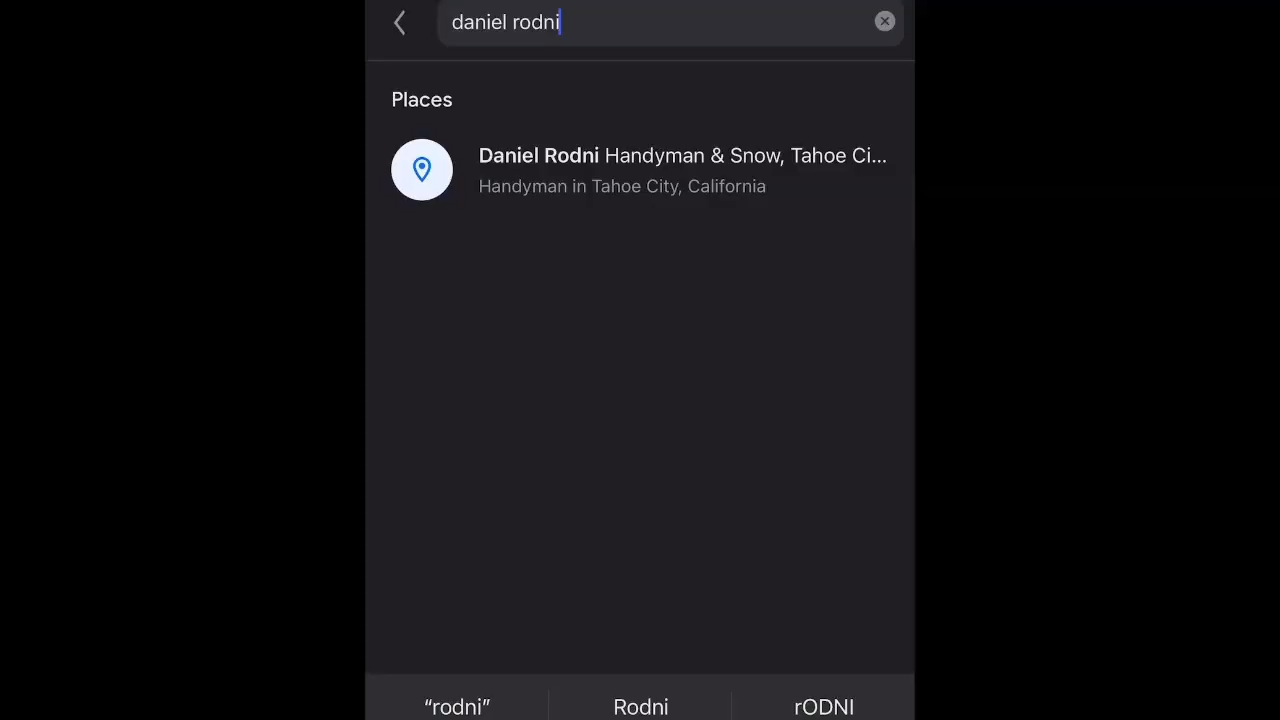 daniel rodni
Places
Daniel Rodni Handyman & Snow, Tahoe Ci...
Handyman in Tahoe City, California
“rodni”
Rodni
rODNI